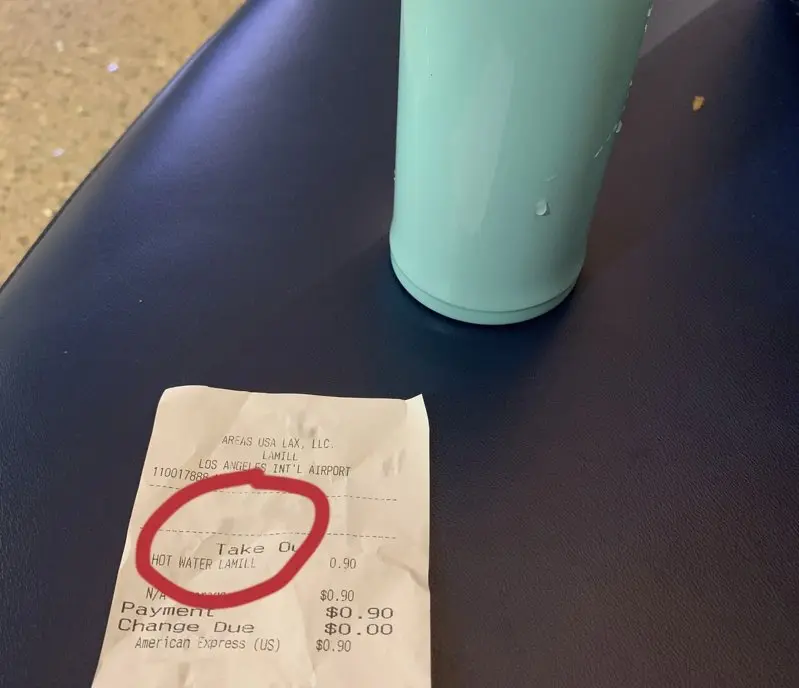 AREAS USA LAX, LLC.
LAMILL
LOS ANGELES INT'L AIRPORT
110017888
Take
HOT WATER LAMILL 0.90
N/A $0.90
Payment $0.90
Change Due $0.00
American Express (US) $0.90